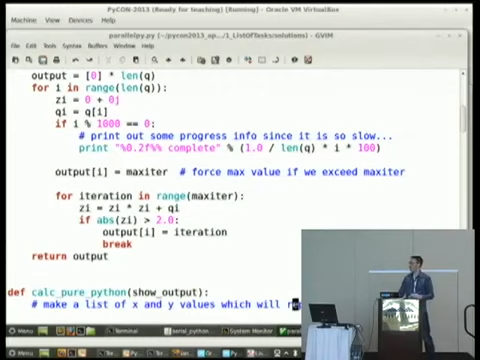 PyCON-2013 (Ready for teaching) [Running] - Oracle VM VirtualBox
Machine View Devices Help
parallelpy.py (~/pycon2013_ap.../1_ListOfTasks/solutions) - GVIM
File Edit Tools Syntax Buffers Window Help
output = [0] * len(q)
for i in range(len(q)):
zi = 0 + 0j
qi = q[i]
if i % 1000 == 0:
# print out some progress info since it is so slow...
print "%0.2f%% complete" % (1.0 / len(q) * i * 100)
output[i] = maxiter # force max value if we exceed maxiter
for iteration in range(maxiter):
zi = zi * zi + qi
if abs(zi) > 2.0:
output[i] = iteration
break
return output
def calc_pure_python(show_output):
# make a list of x and y values which will
Menu Terminal serial_python System Monitor
Menu